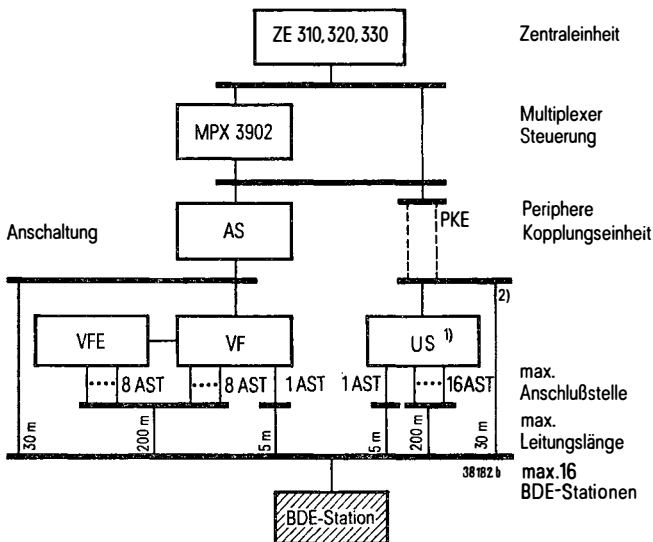 ZE 310, 320, 330
Zentraleinheit
MPX 3902
Multiplexer
Steuerung
Anschaltung
AS
PKE
Periphere
Kopplungseinheit
2)
VFE
VF
US 1)
8 AST
8 AST
1 AST
1 AST
16 AST
max.
Anschlußstelle
max.
Leitungslänge
30 m
200 m
5 m
5 m
200 m
30 m
38182 b
max.16
BDE-Stationen
BDE-Station